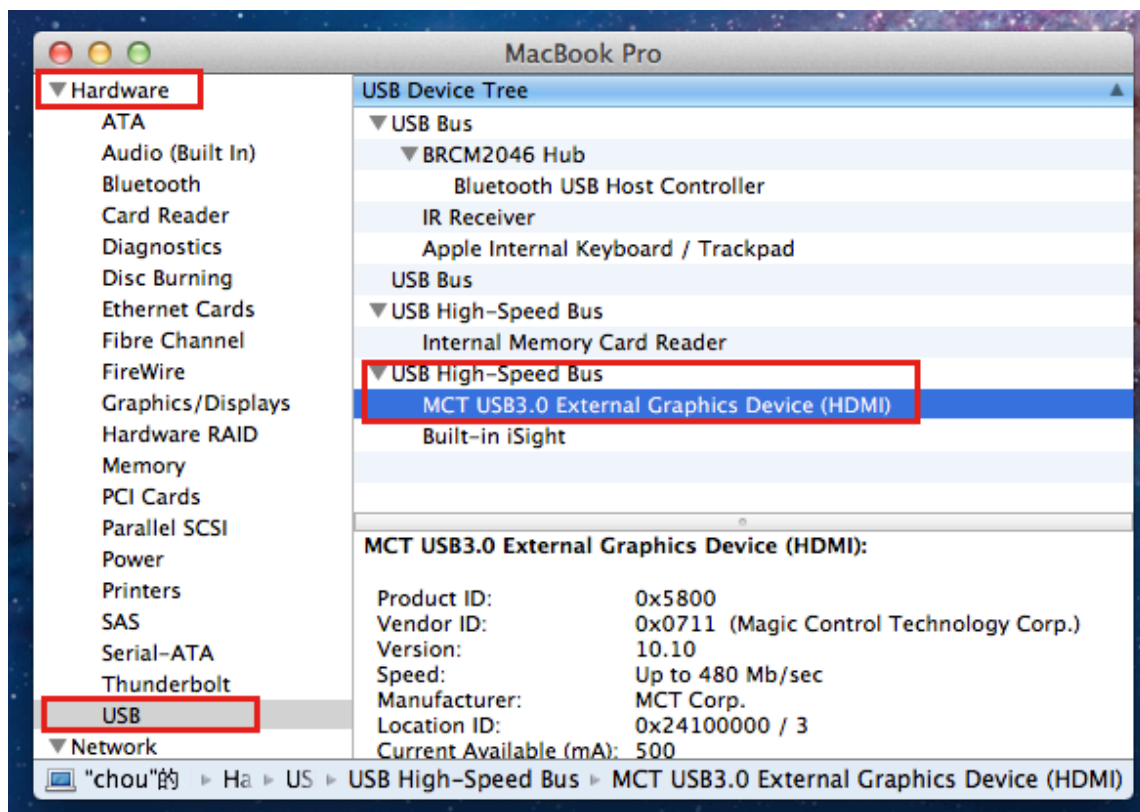 MacBook Pro
Hardware
ATA
Audio (Built In)
Bluetooth
Card Reader
Diagnostics
Disc Burning
Ethernet Cards
Fibre Channel
FireWire
Graphics/Displays
Hardware RAID
Memory
PCI Cards
Parallel SCSI
Power
Printers
SAS
Serial-ATA
Thunderbolt
USB
Network
USB Device Tree
USB Bus
BRCM2046 Hub
Bluetooth USB Host Controller
IR Receiver
Apple Internal Keyboard / Trackpad
USB Bus
USB High-Speed Bus
Internal Memory Card Reader
USB High-Speed Bus
MCT USB3.0 External Graphics Device (HDMI)
Built-in iSight
MCT USB3.0 External Graphics Device (HDMI):
Product ID: 0x5800
Vendor ID: 0x0711 (Magic Control Technology Corp.)
Version: 10.10
Speed: Up to 480 Mb/sec
Manufacturer: MCT Corp.
Location ID: 0x24100000 / 3
Current Available (mA): 500
"chou"的 ▸ Ha ▸ US ▸ USB High-Speed Bus ▸ MCT USB3.0 External Graphics Device (HDMI)